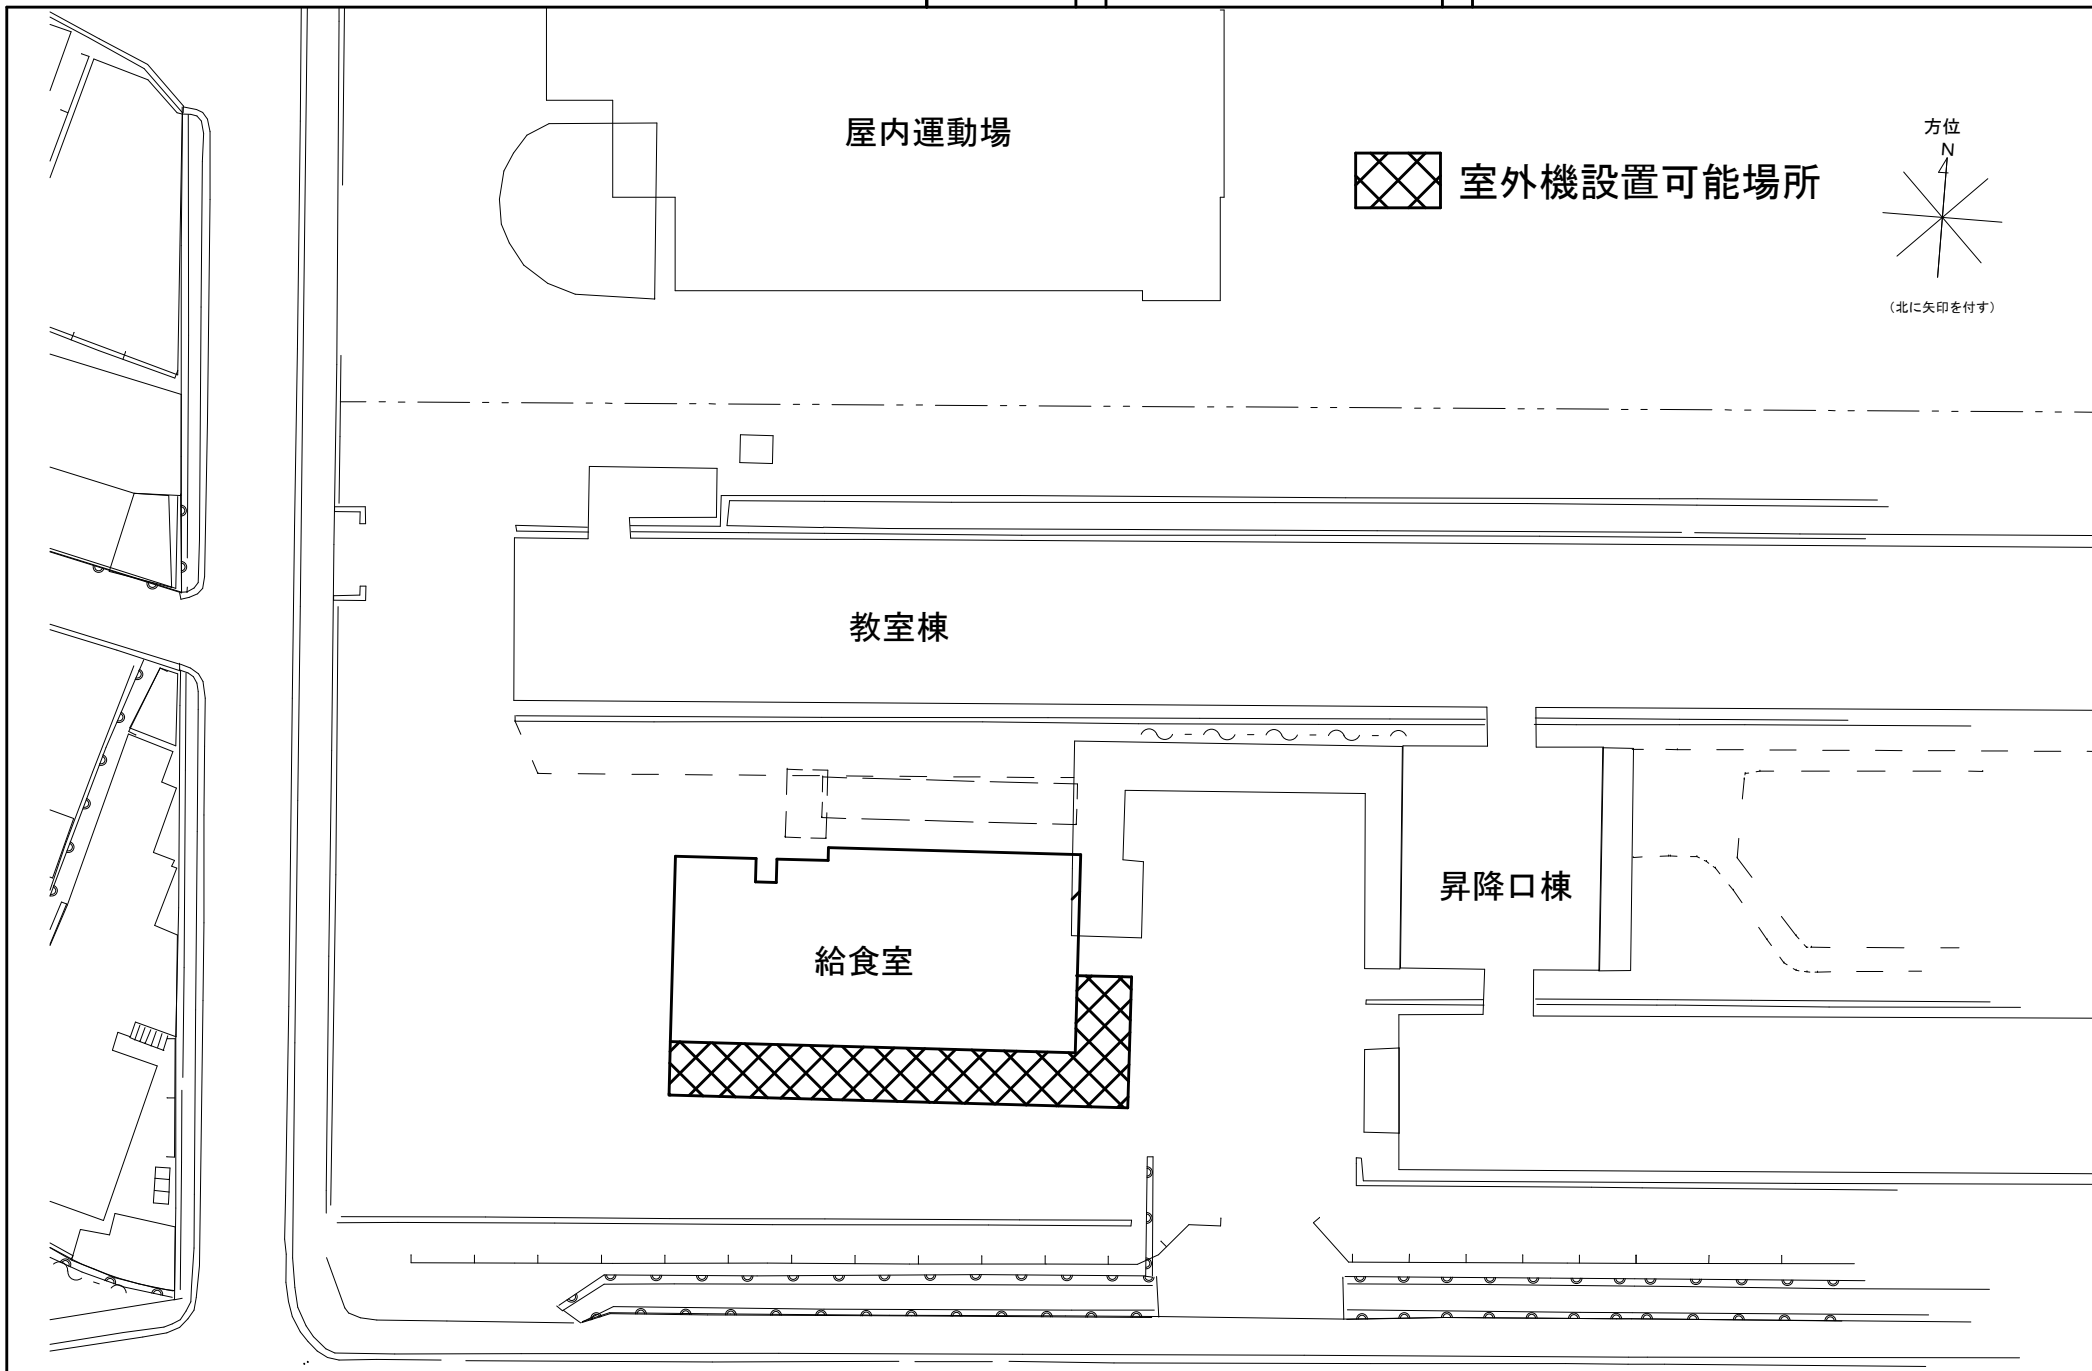 屋内運動場
室外機設置可能場所
方位
N
(北に矢印を付す)
教室棟
昇降口棟
給食室